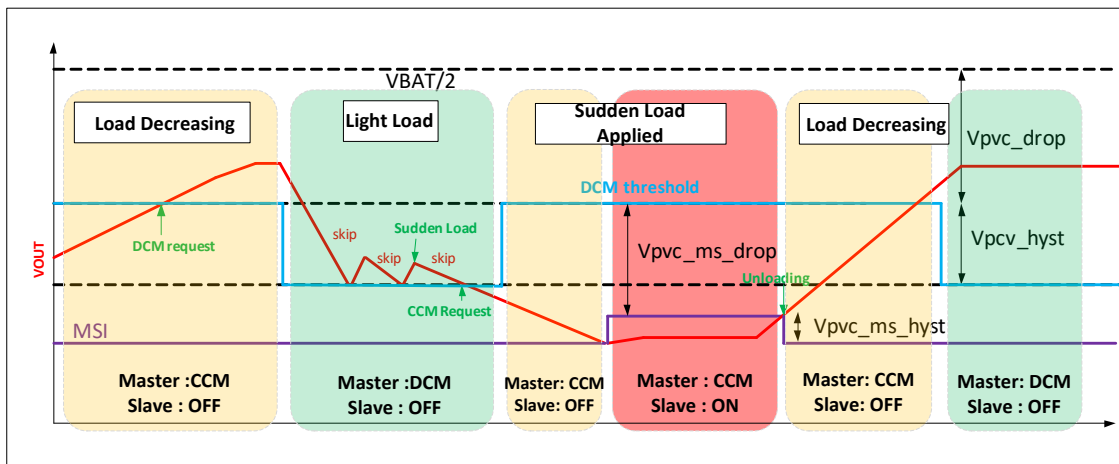 VBAT/2
Load Decreasing
Light Load
Sudden Load
Applied
Load Decreasing
Vpvc_drop
DCM threshold
DCM request
skip
skip
skip
Sudden Load
Vpvc_ms_drop
Vpcv_hyst
VOUT
Unloading
CCM Request
MSI
Vpvc_ms_hyst
Master :CCM
Slave : OFF
Master :DCM
Slave : OFF
Master: CCM
Slave: OFF
Master : CCM
Slave : ON
Master: CCM
Slave: OFF
Master: DCM
Slave : OFF